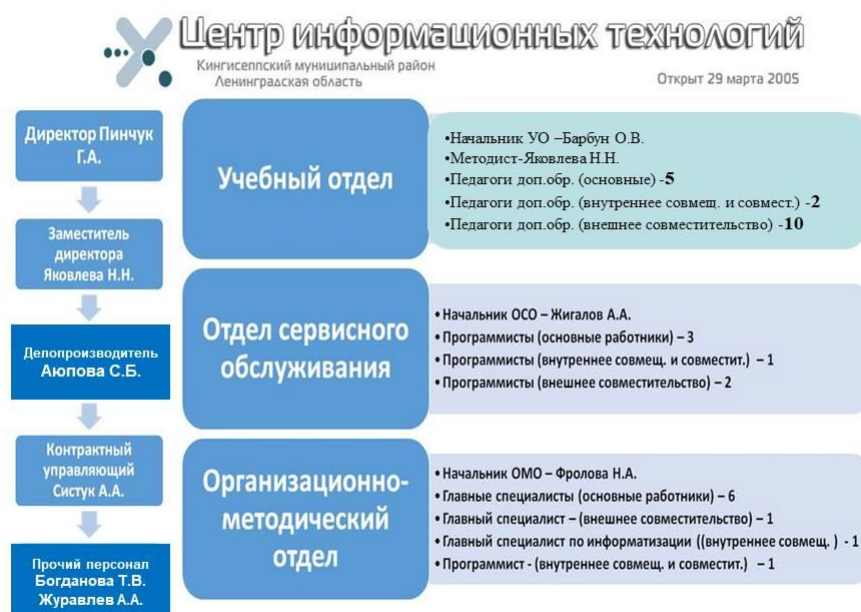 Центр информационных технологий
Кингисеппский муниципальный район
Ленинградская область
Открыт 29 марта 2005
Директор Пинчук
Г.А.
Заместитель
директора
Яковлева Н.Н.
Делопроизводитель
Аюпова С.Б.
Контрактный
управляющий
Систук А.А.
Прочий персонал
Богданова Т.В.
Журавлев А.А.
Учебный отдел
•Начальник УО –Барбун О.В.
•Методист-Яковлева Н.Н.
•Педагоги доп.обр. (основные) -5
•Педагоги доп.обр. (внутреннее совмещ. и совмест.) -2
•Педагоги доп.обр. (внешнее совместительство) -10
Отдел сервисного
обслуживания
• Начальник ОСО – Жигалов А.А.
• Программисты (основные работники) – 3
• Программисты (внутреннее совмещ. и совместит.) – 1
• Программисты (внешнее совместительство) – 2
Организационно-
методический
отдел
• Начальник ОМО – Фролова Н.А.
• Главные специалисты (основные работники) – 6
• Главный специалист – (внешнее совместительство) – 1
• Главный специалист по информатизации ((внутреннее совмещ. ) - 1
• Программист - (внутреннее совмещ. и совместит.) – 1